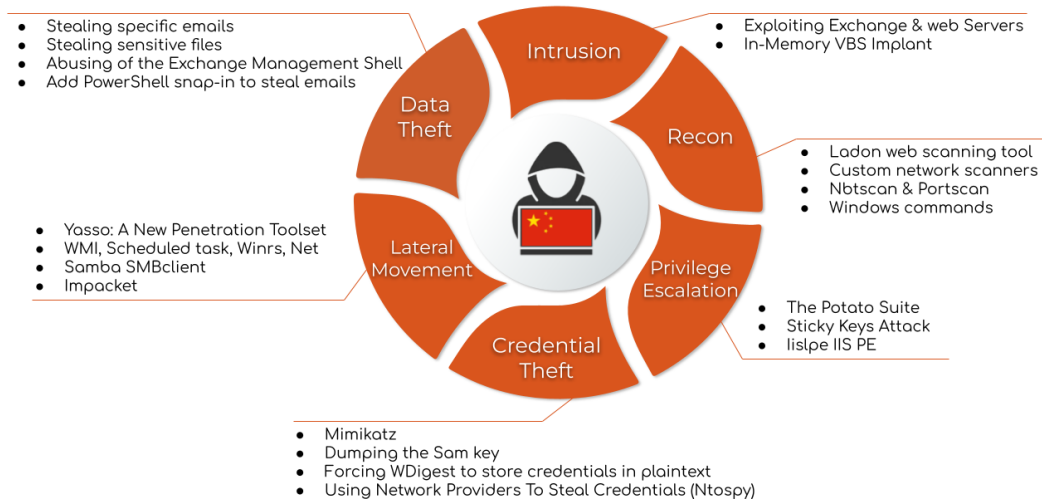 Intrusion
● Exploiting Exchange & web Servers
● In-Memory VBS Implant
Recon
● Ladon web scanning tool
● Custom network scanners
● Nbtscan & Portscan
● Windows commands
Privilege
Escalation
● The Potato Suite
● Sticky Keys Attack
● Iislpe IIS PE
Credential
Theft
● Mimikatz
● Dumping the Sam key
● Forcing WDigest to store credentials in plaintext
● Using Network Providers To Steal Credentials (Ntospy)
Lateral
Movement
● Yasso: A New Penetration Toolset
● WMI, Scheduled task, Winrs, Net
● Samba SMBclient
● Impacket
Data
Theft
● Stealing specific emails
● Stealing sensitive files
● Abusing of the Exchange Management Shell
● Add PowerShell snap-in to steal emails